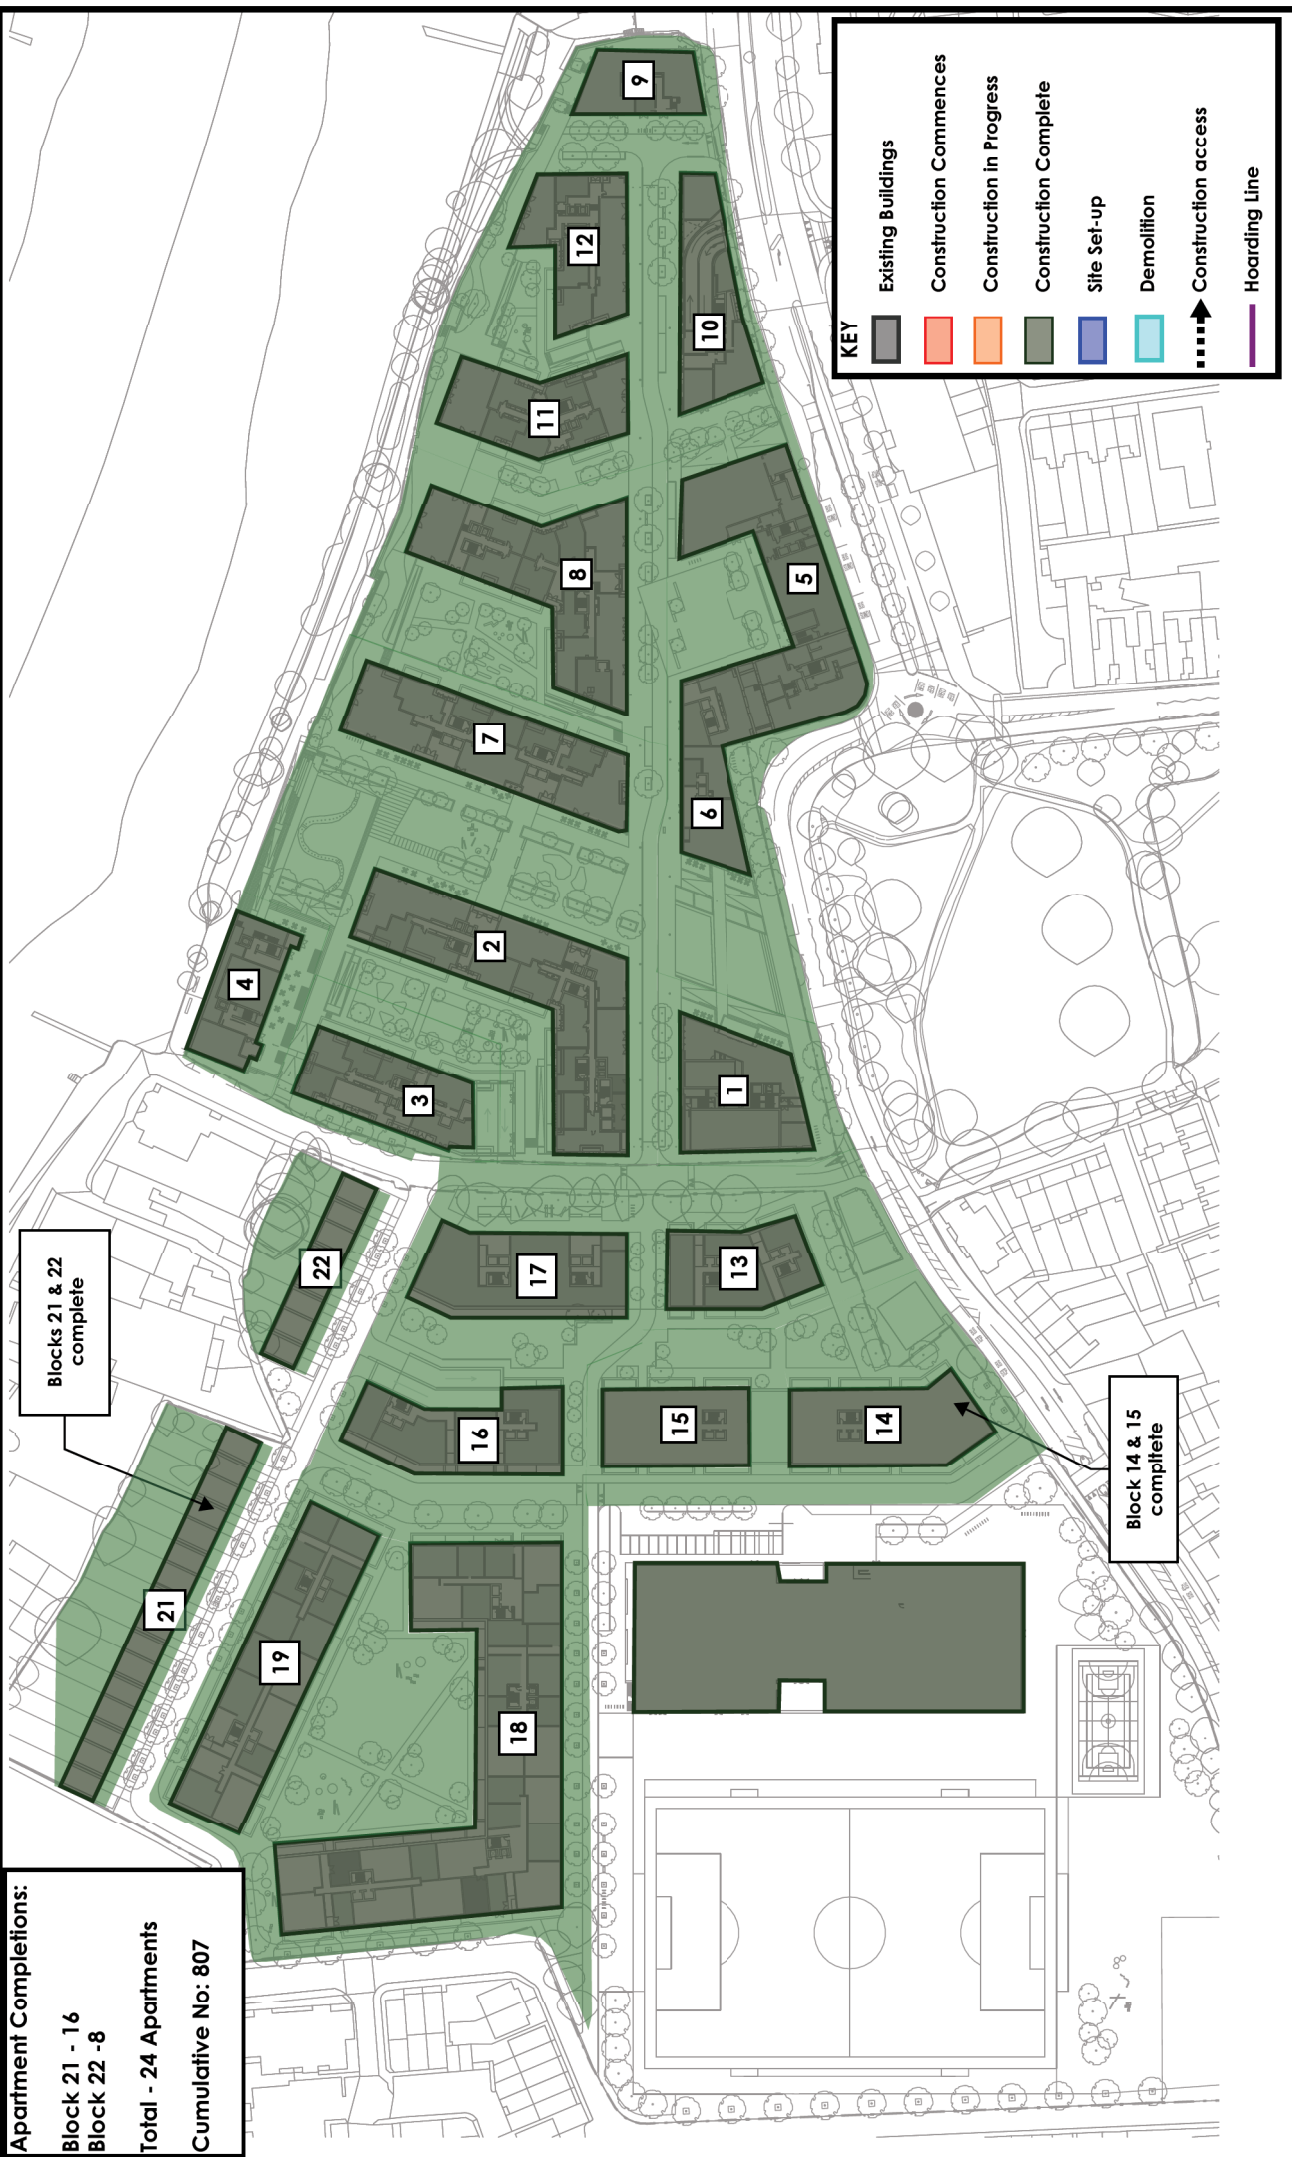 Apartment Completions:
Block 21 - 16
Block 22 -8
Total - 24 Apartments
Cumulative No: 807
Blocks 21 & 22
complete
21
22
19
4
3
16
2
7
18
17
11
8
12
9
15
13
1
6
10
5
14
Block 14 & 15
compltete
KEY
Existing Buildings
Construction Commences
Construction in Progress
Construction Complete
Site Set-up
Demolition
Construction access
Hoarding Line